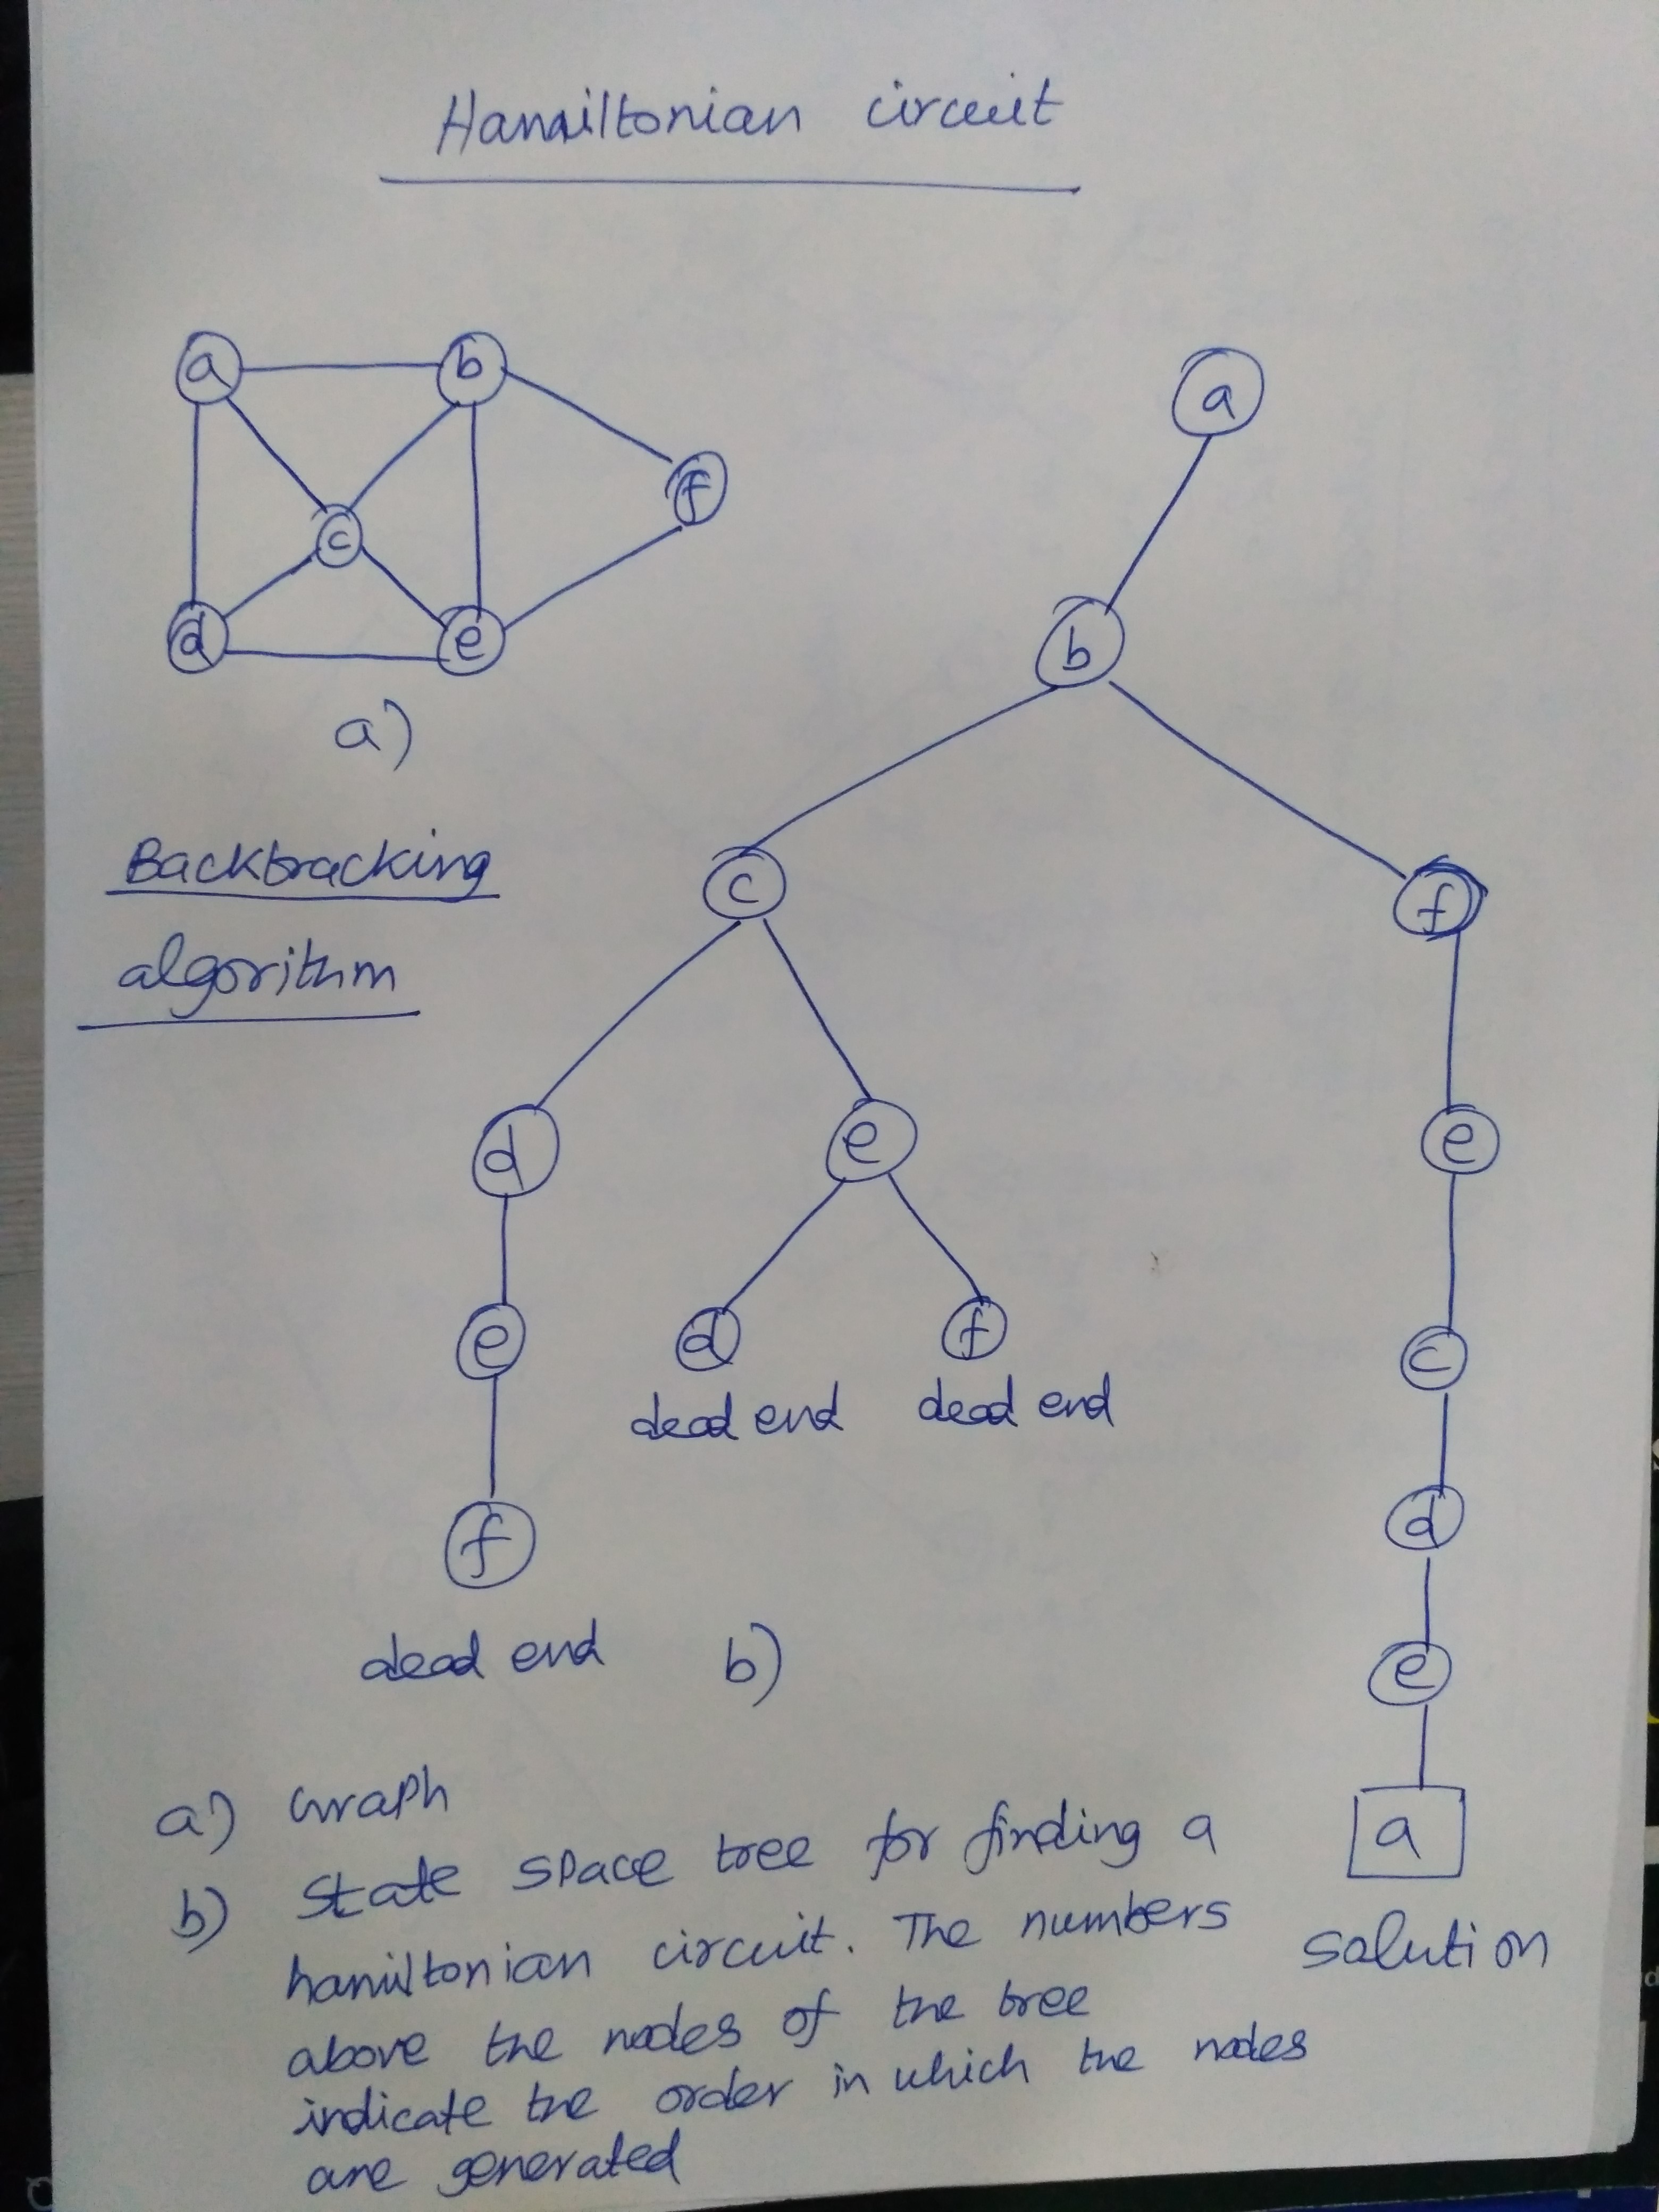 Hamiltonian circuit
a b
f
c
d e
a)
Backtracking
algorithm
a
b
c f
d e e
e d f c
dead end dead end
f d
dead end b)
e
a
solution
a) Graph
b) State space tree for finding a
hamiltonian circuit. The numbers
above the nodes of the tree
indicate the order in which the nodes
are generated